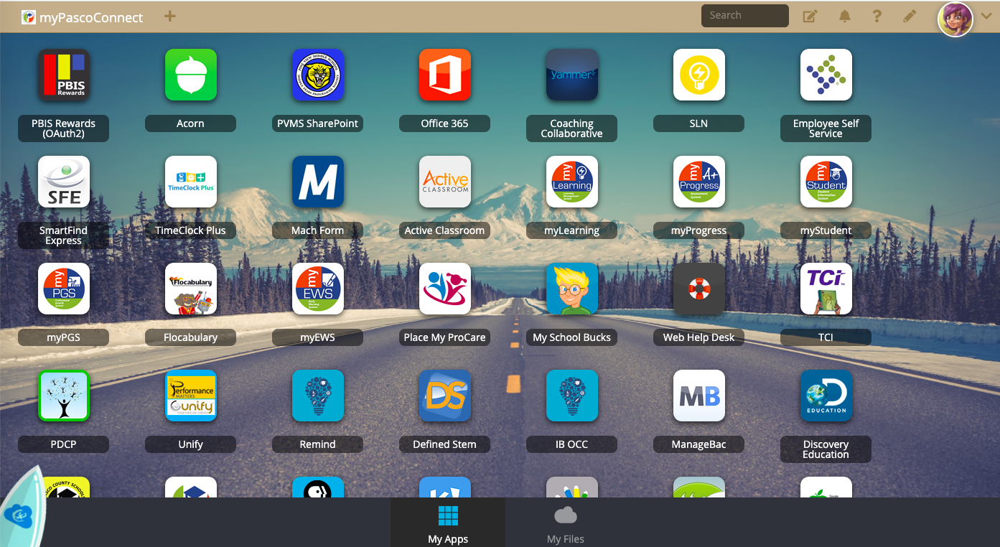 myPascoConnect
Search
PBIS
Rewards
yammer
PBIS Rewards
(OAuth2)
Acorn
PVMS SharePoint
Office 365
Coaching
Collaborative
SLN
Employee Self
Service
SFE
TimeClock Plus
M
Active
CLASSROOM
my
Learning
my
Progress
A+
my
Student
SmartFind
Express
TimeClock Plus
Mach Form
Active Classroom
myLearning
myProgress
myStudent
my
PGS
Flocabulary
my
EWS
TCi
myPGS
Flocabulary
myEWS
Place My ProCare
My School Bucks
Web Help Desk
TCI
Performance
MATTERS
unify
DS
MB
D
EDUCATION
PDCP
Unify
Remind
Defined Stem
IB OCC
ManageBac
Discovery
Education
K!
My Apps
My Files